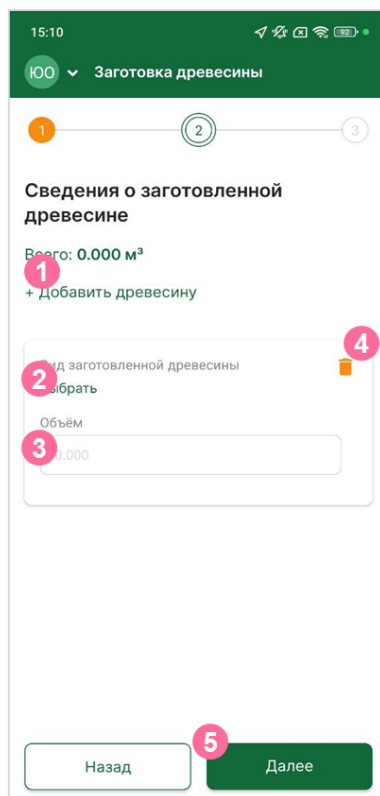 15:10
92
ЮО Заготовка древесины
1 2 3
Сведения о заготовленной
древесине
Всего: 0.000 м³
1
+ Добавить древесину
4
Вид заготовленной древесины
2
Выбрать
Объём
3
0.000
5
Назад Далее